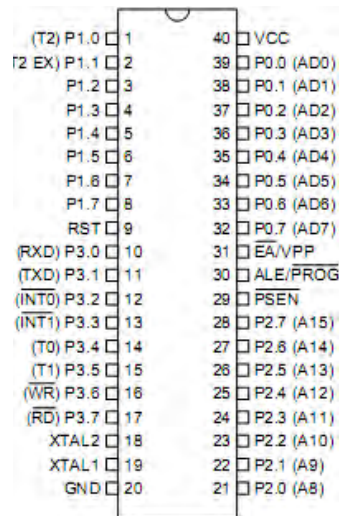 (T2) P1.0 1 40 VCC
T2 EX) P1.1 2 39 P0.0 (AD0)
P1.2 3 38 P0.1 (AD1)
P1.3 4 37 P0.2 (AD2)
P1.4 5 36 P0.3 (AD3)
P1.5 6 35 P0.4 (AD4)
P1.6 7 34 P0.5 (AD5)
P1.7 8 33 P0.6 (AD6)
RST 9 32 P0.7 (AD7)
(RXD) P3.0 10 31 E̅A̅/VPP
(TXD) P3.1 11 30 ALE/P̅R̅O̅G̅
(I̅N̅T̅0̅) P3.2 12 29 P̅S̅E̅N̅
(I̅N̅T̅1̅) P3.3 13 28 P2.7 (A15)
(T0) P3.4 14 27 P2.6 (A14)
(T1) P3.5 15 26 P2.5 (A13)
(W̅R̅) P3.6 16 25 P2.4 (A12)
(R̅D̅) P3.7 17 24 P2.3 (A11)
XTAL2 18 23 P2.2 (A10)
XTAL1 19 22 P2.1 (A9)
GND 20 21 P2.0 (A8)